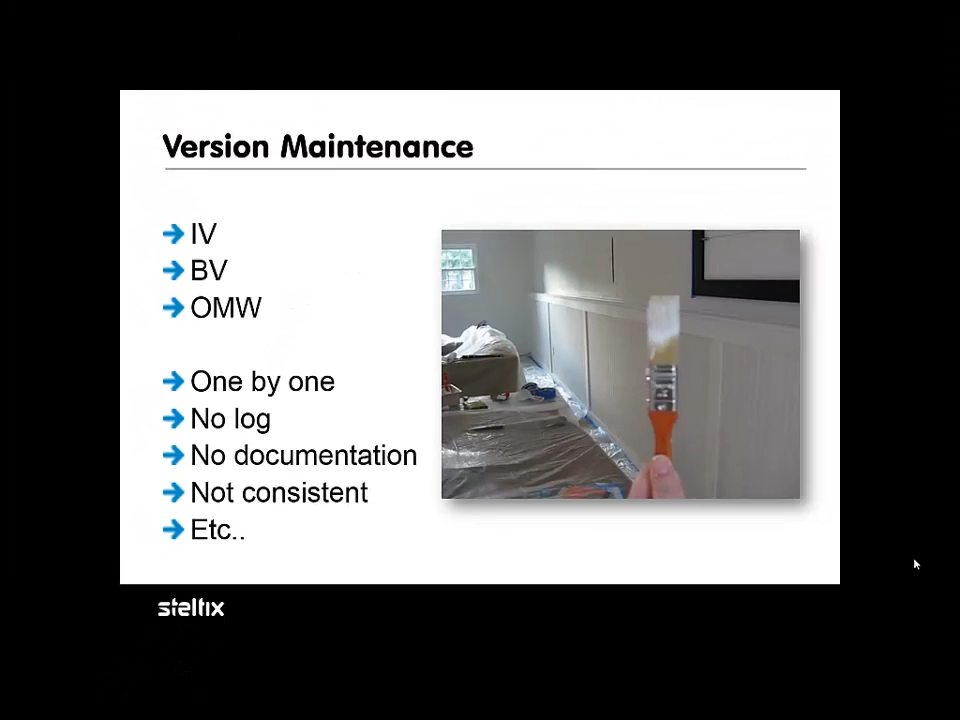 Version Maintenance
IV
BV
OMW
One by one
No log
No documentation
Not consistent
Etc..
steltix